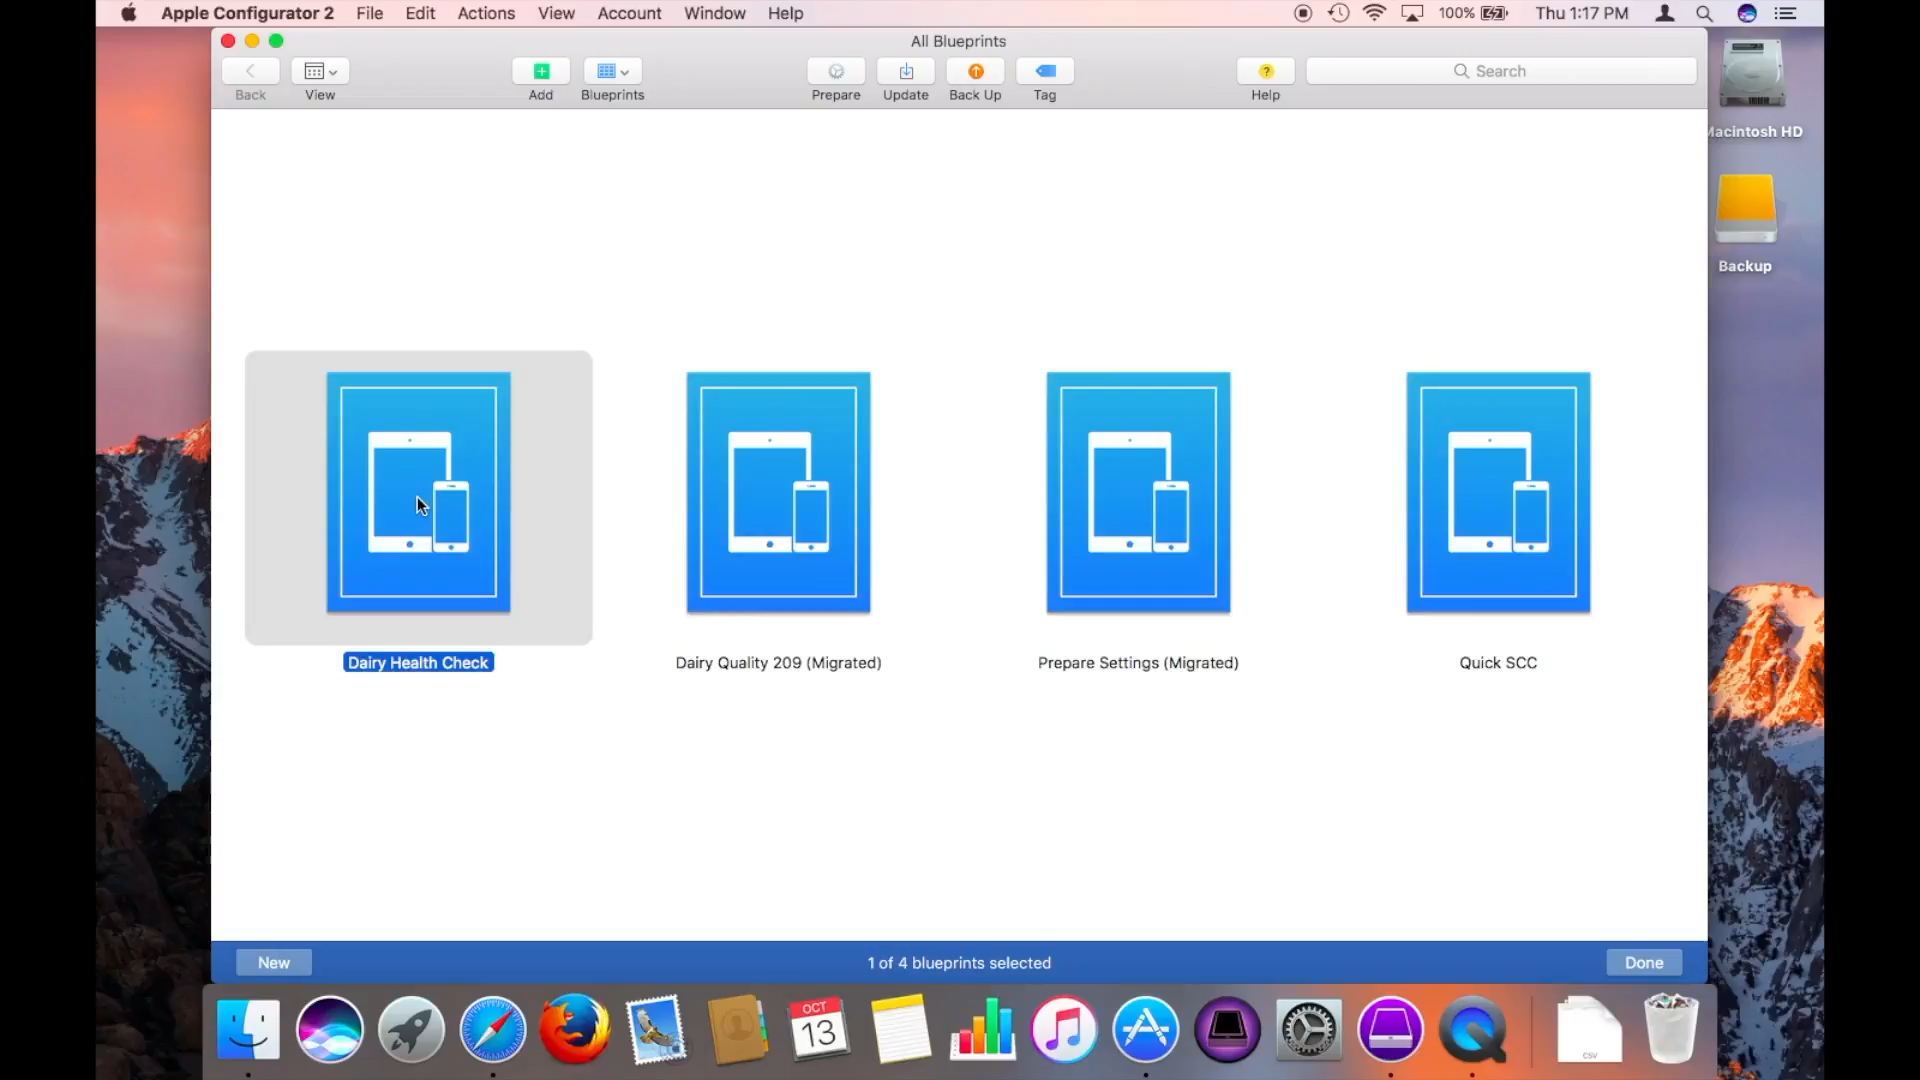 Apple Configurator 2 File Edit Actions View Account Window Help 100% Thu 1:17 PM
All Blueprints
Back View Add Blueprints Prepare Update Back Up Tag ? Help Search
Macintosh HD
Backup
Dairy Health Check Dairy Quality 209 (Migrated) Prepare Settings (Migrated) Quick SCC
New 1 of 4 blueprints selected Done
OCT
13
CSV